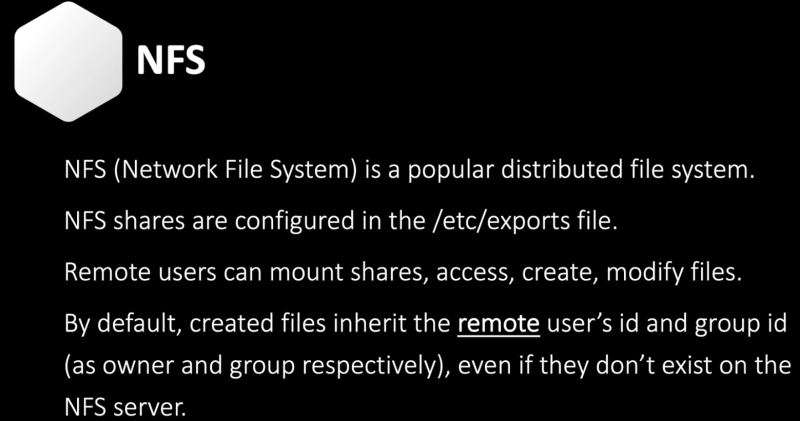 NFS
NFS (Network File System) is a popular distributed file system.
NFS shares are configured in the /etc/exports file.
Remote users can mount shares, access, create, modify files.
By default, created files inherit the remote user’s id and group id
(as owner and group respectively), even if they don’t exist on the
NFS server.